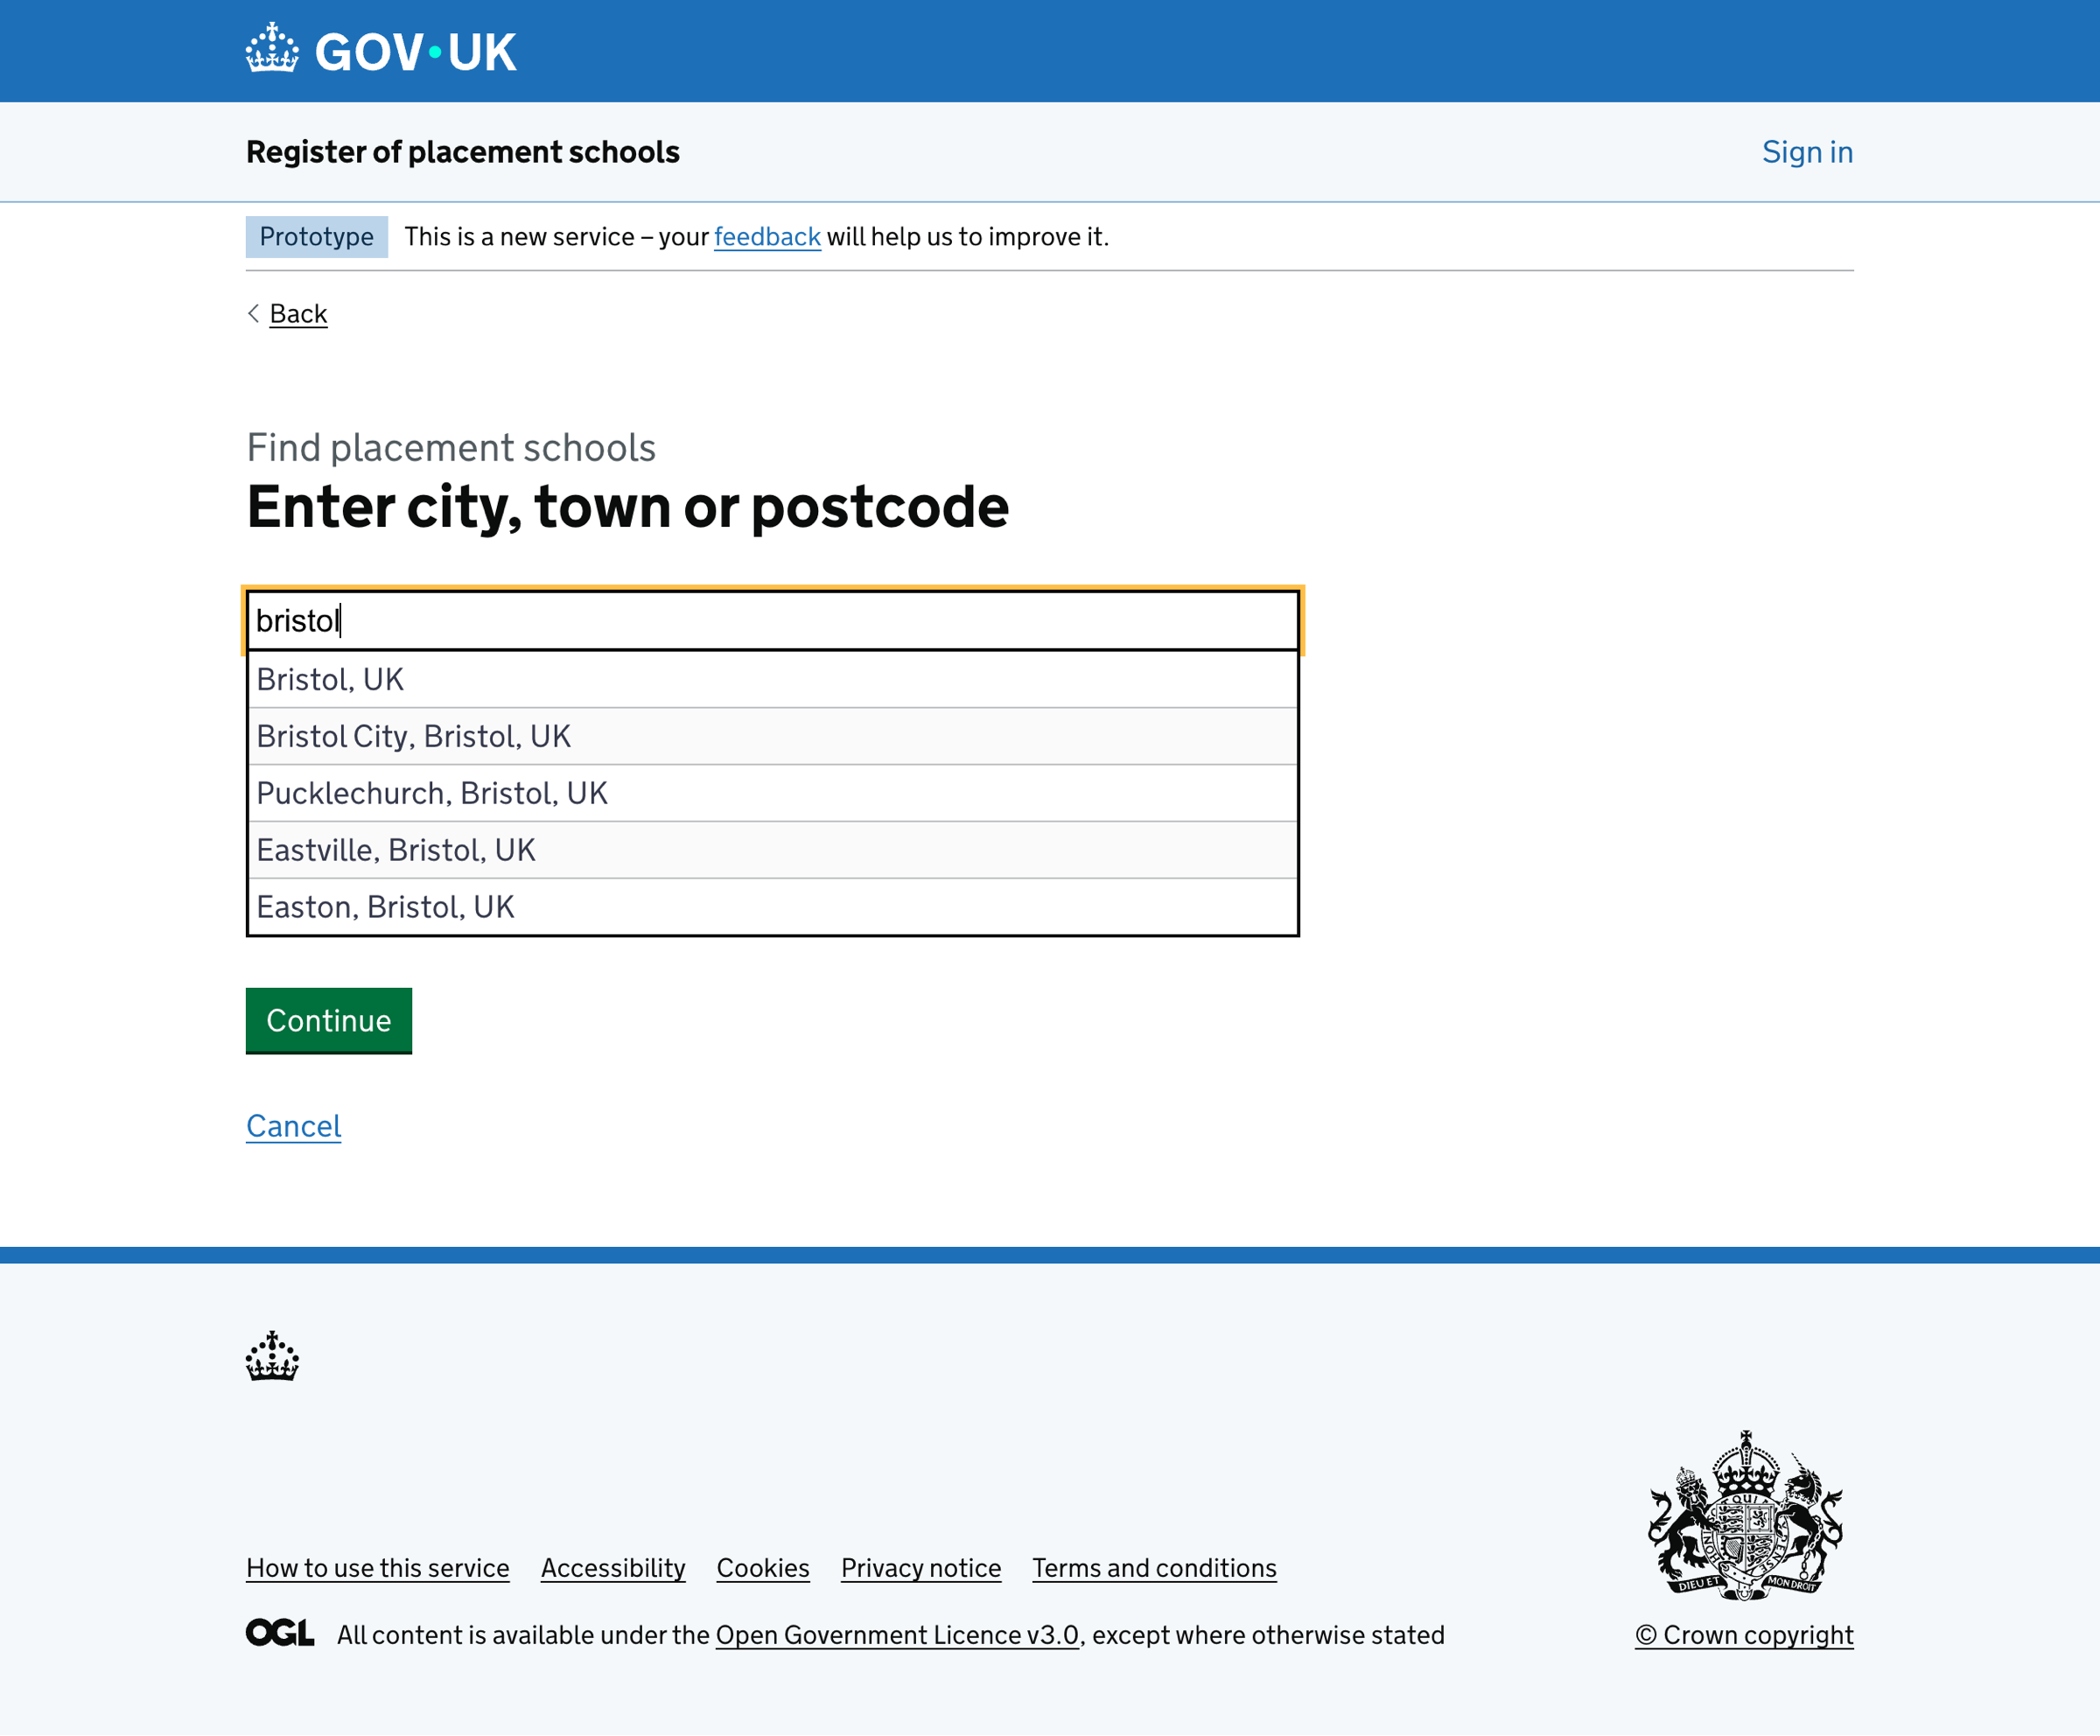 GOV·UK
Register of placement schools
Sign in
Prototype
This is a new service – your feedback will help us to improve it.
Back
Find placement schools
Enter city, town or postcode
bristol
Bristol, UK
Bristol City, Bristol, UK
Pucklechurch, Bristol, UK
Eastville, Bristol, UK
Easton, Bristol, UK
Continue
Cancel
How to use this service
Accessibility
Cookies
Privacy notice
Terms and conditions
DIEU ET MON DROIT
OGL
All content is available under the Open Government Licence v3.0, except where otherwise stated
© Crown copyright